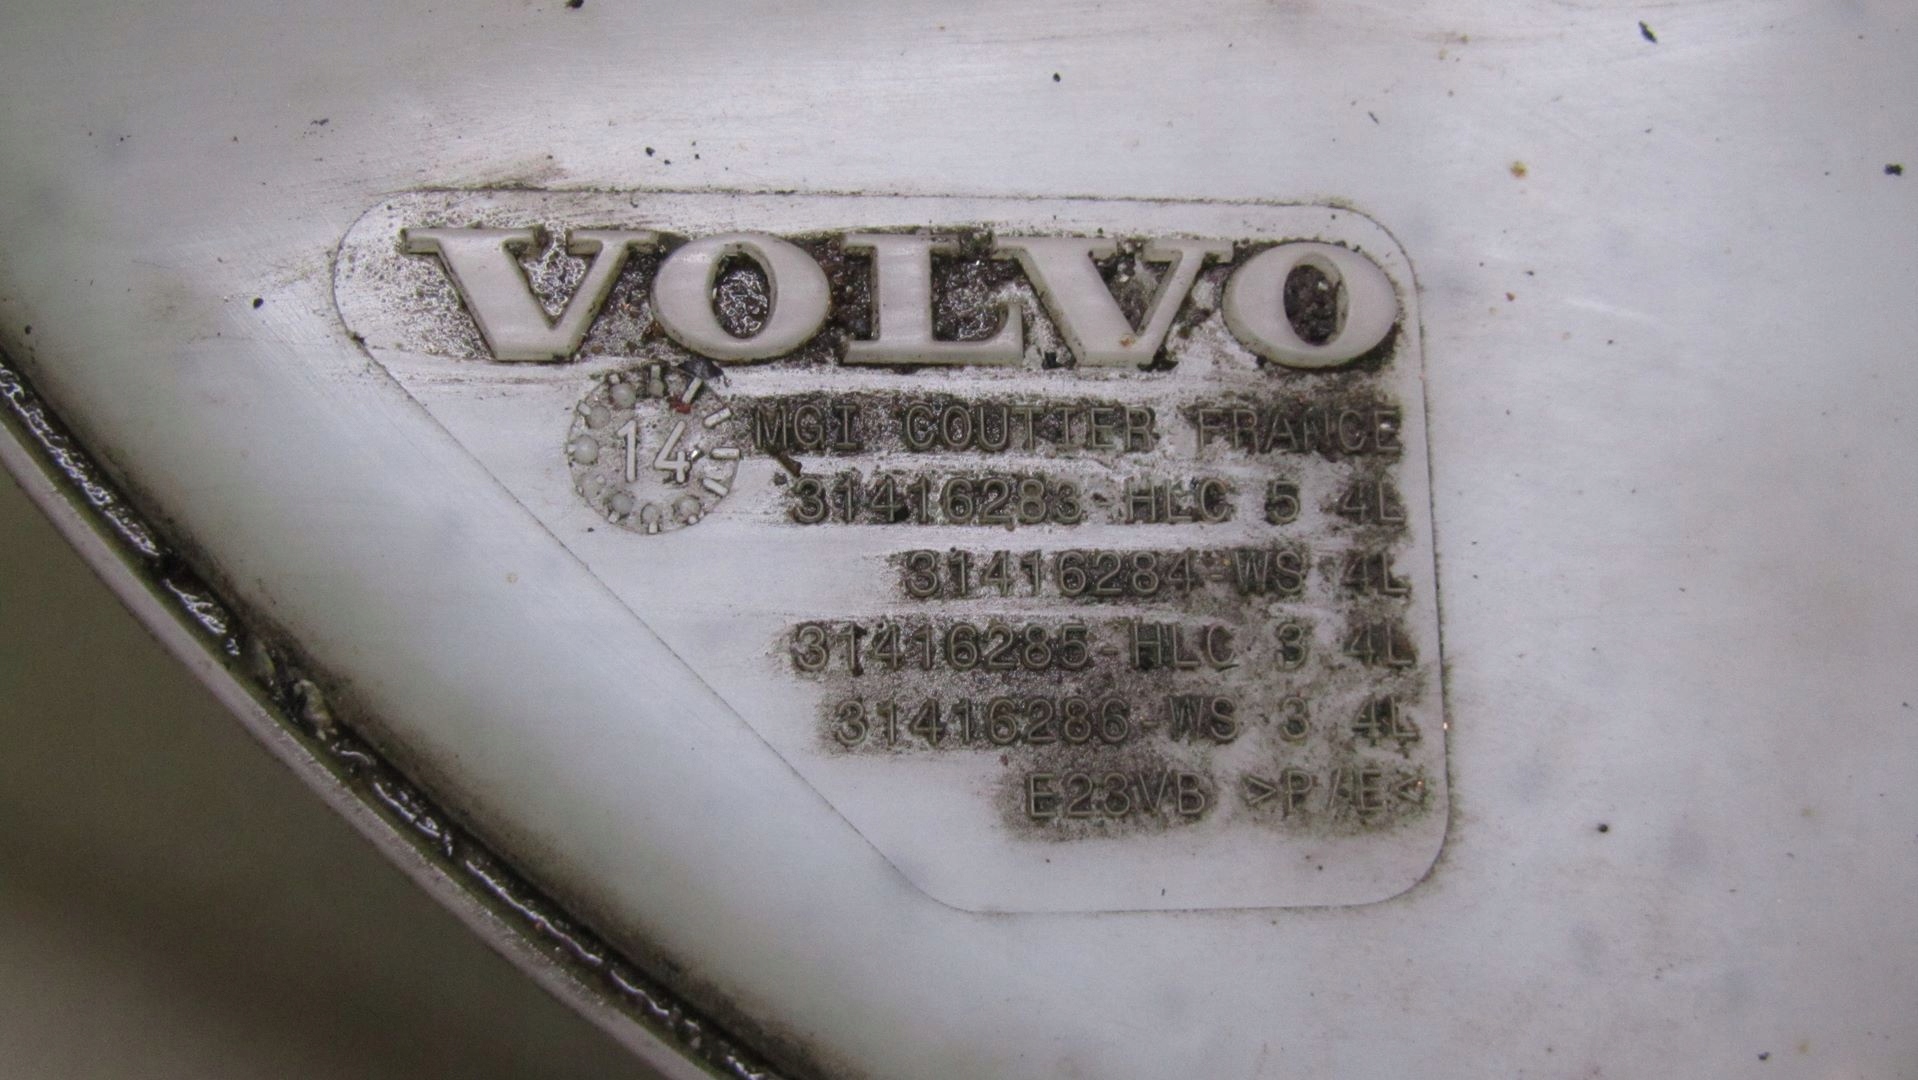 VOLVO
14
MGI COUTIER FRANCE
31416283-HLC 5 4L
31416284-WS 4L
31416285-HLC 3 4L
31416286-WS 3 4L
E23VB >P/E<